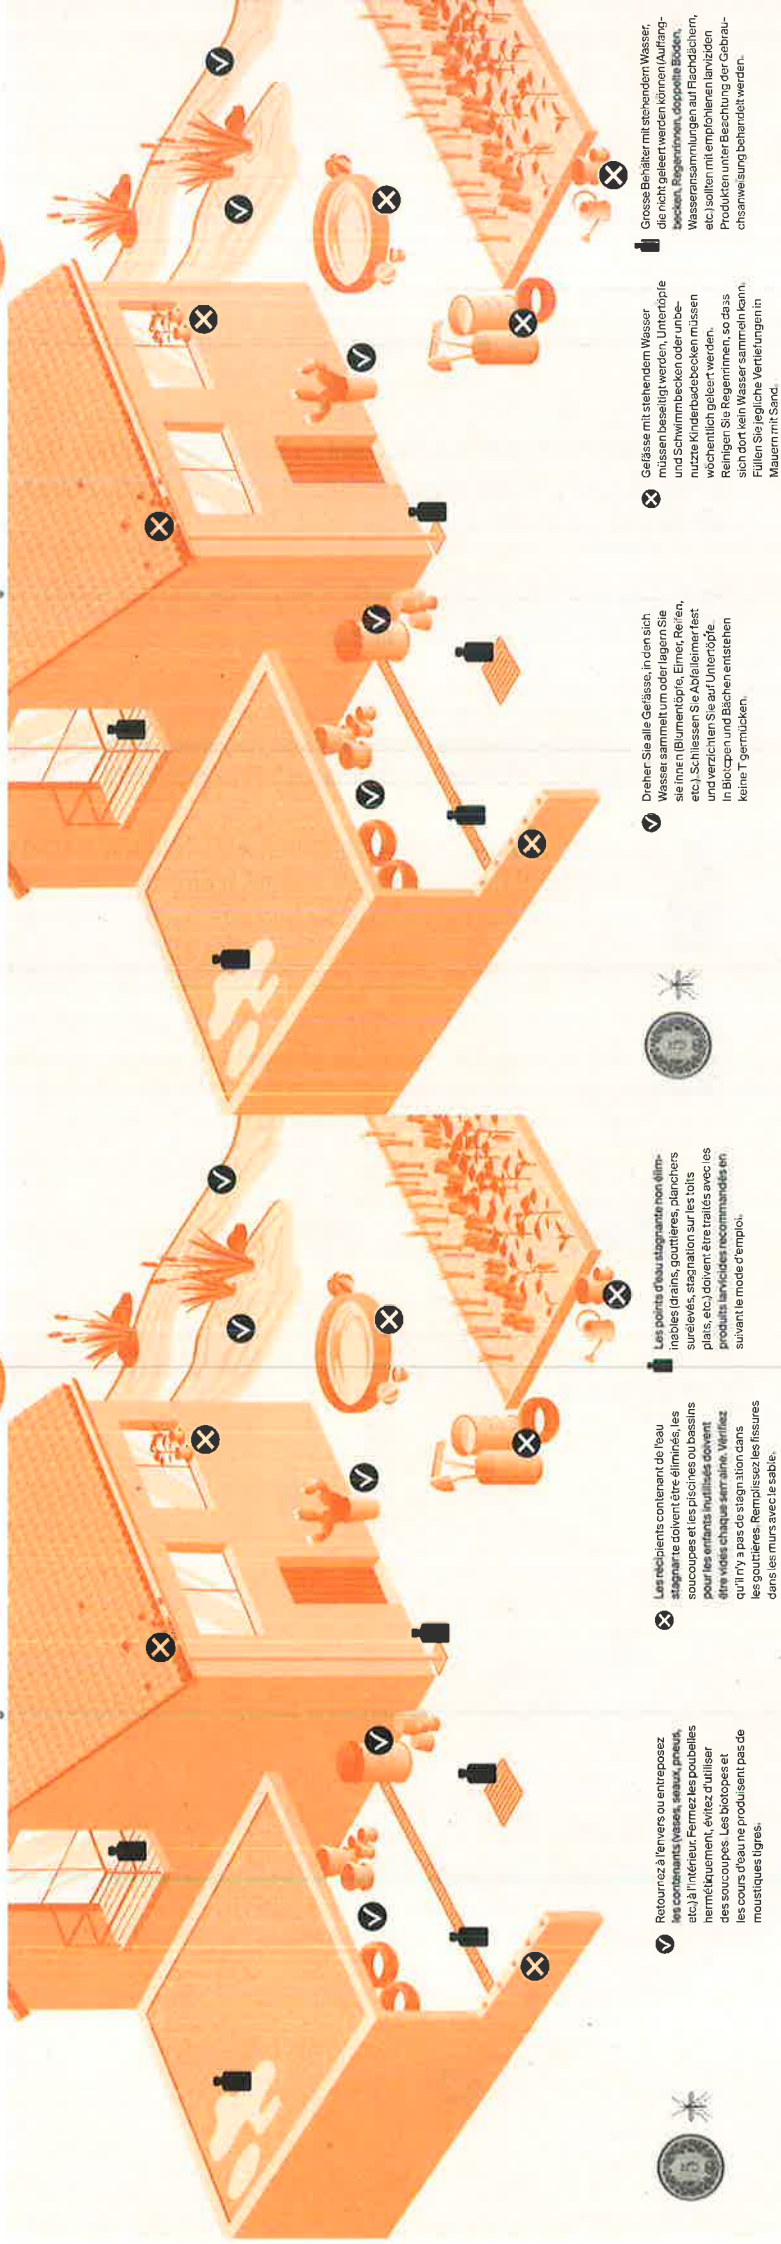 Retournez à l'envers ou entreposez
les contenants (vases, seaux, pneus,
etc.) à l'intérieur. Fermez les poubelles
hermétiquement, évitez d'utiliser
des soucoupes. Les biotopes et
les cours d'eau ne produisent pas de
moustiques tigres.
Les récipients contenant de l'eau
stagnante doivent être éliminés, les
soucoupes et les piscines ou bassins
pour les enfants inutilisés doivent
être vidés chaque semaine. Vérifiez
qu'il n'y a pas de stagnation dans
les gouttières. Remplissez les fissures
dans les murs avec le sable.
Les points d'eau stagnante non élim-
inables (drains, gouttières, planchers
surélevés, stagnation sur les toits
plats, etc.) doivent être traités avec les
produits larvicides recommandés en
suivant le mode d'emploi.
5
Drehen Sie alle Gefässe, in den sich
Wasser sammelt um oder lagern Sie
sie innen (Blumentöpfe, Eimer, Reifen,
etc.). Schliessen Sie Abfalleimer fest
und verzichten Sie auf Untertöpfe.
In Biotopen und Bächen entstehen
keine Tigermücken.
Gefässe mit stehendem Wasser
müssen beseitigt werden, Untertöpfe
und Schwimmbecken oder unbe-
nutzte Kinderbadebecken müssen
wöchentlich geleert werden.
Reinigen Sie Regenrinnen, so dass
sich dort kein Wasser sammeln kann.
Füllen Sie jegliche Vertiefungen in
Mauern mit Sand.
Grosse Behälter mit stehendem Wasser,
die nicht geleert werden können (Auffang-
becken, Regenrinnen, doppelte Böden,
Wasseransammlungen auf Flachdächern,
etc.) sollten mit empfohlenen larviziden
Produkten unter Beachtung der Gebrau-
chsanweisung behandelt werden.
5